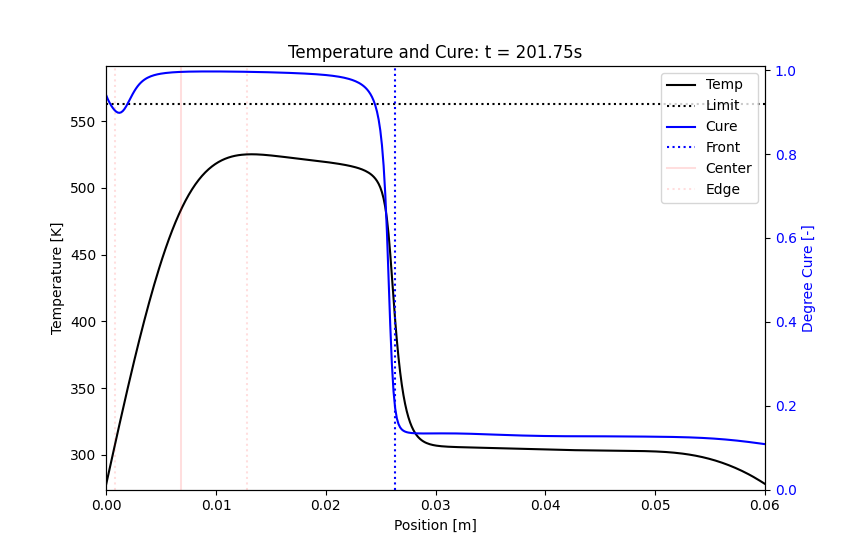 Temperature and Cure: t = 201.75s
Temp
Limit
Cure
Front
Center
Edge
Temperature [K]
550
500
450
400
350
300
Degree Cure [-]
1.0
0.8
0.6
0.4
0.2
0.0
0.00
0.01
0.02
0.03
0.04
0.05
0.06
Position [m]